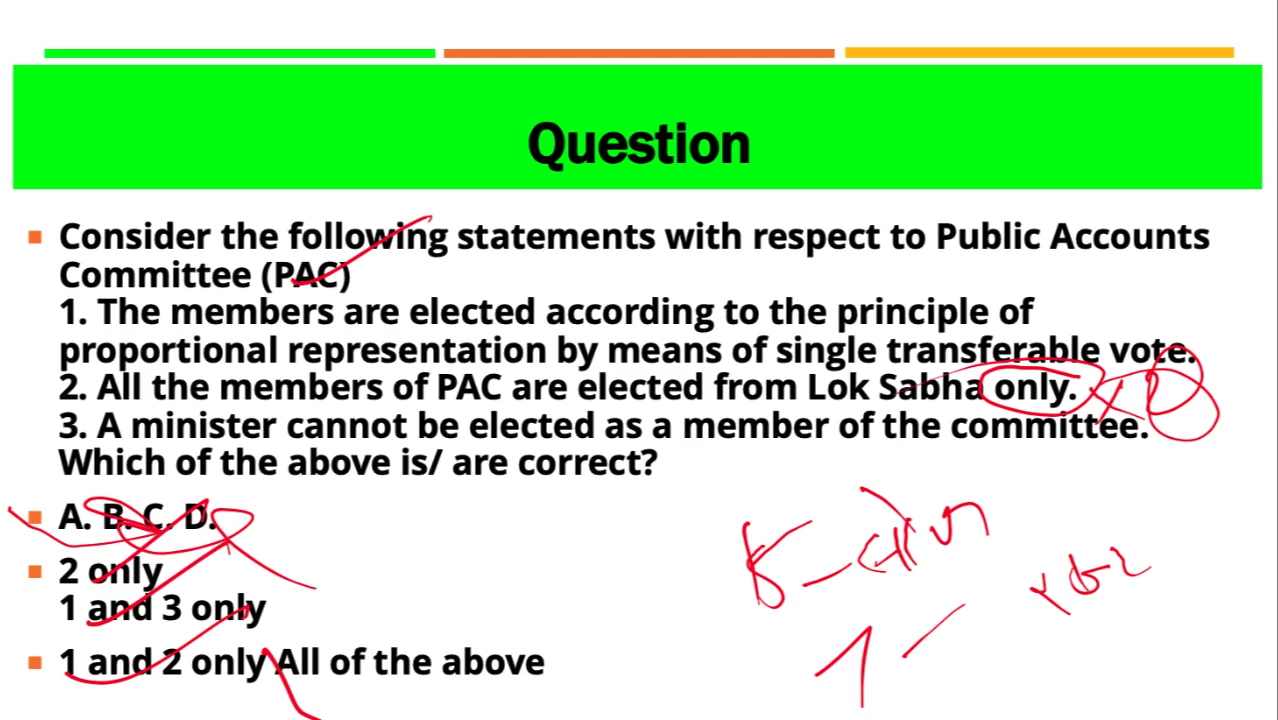 Question
Consider the following statements with respect to Public Accounts
Committee (PAC)
1. The members are elected according to the principle of
proportional representation by means of single transferable vote.
2. All the members of PAC are elected from Lok Sabha only.
3. A minister cannot be elected as a member of the committee.
Which of the above is/ are correct?
A. B. C. D.
2 only
1 and 3 only
1 and 2 only All of the above